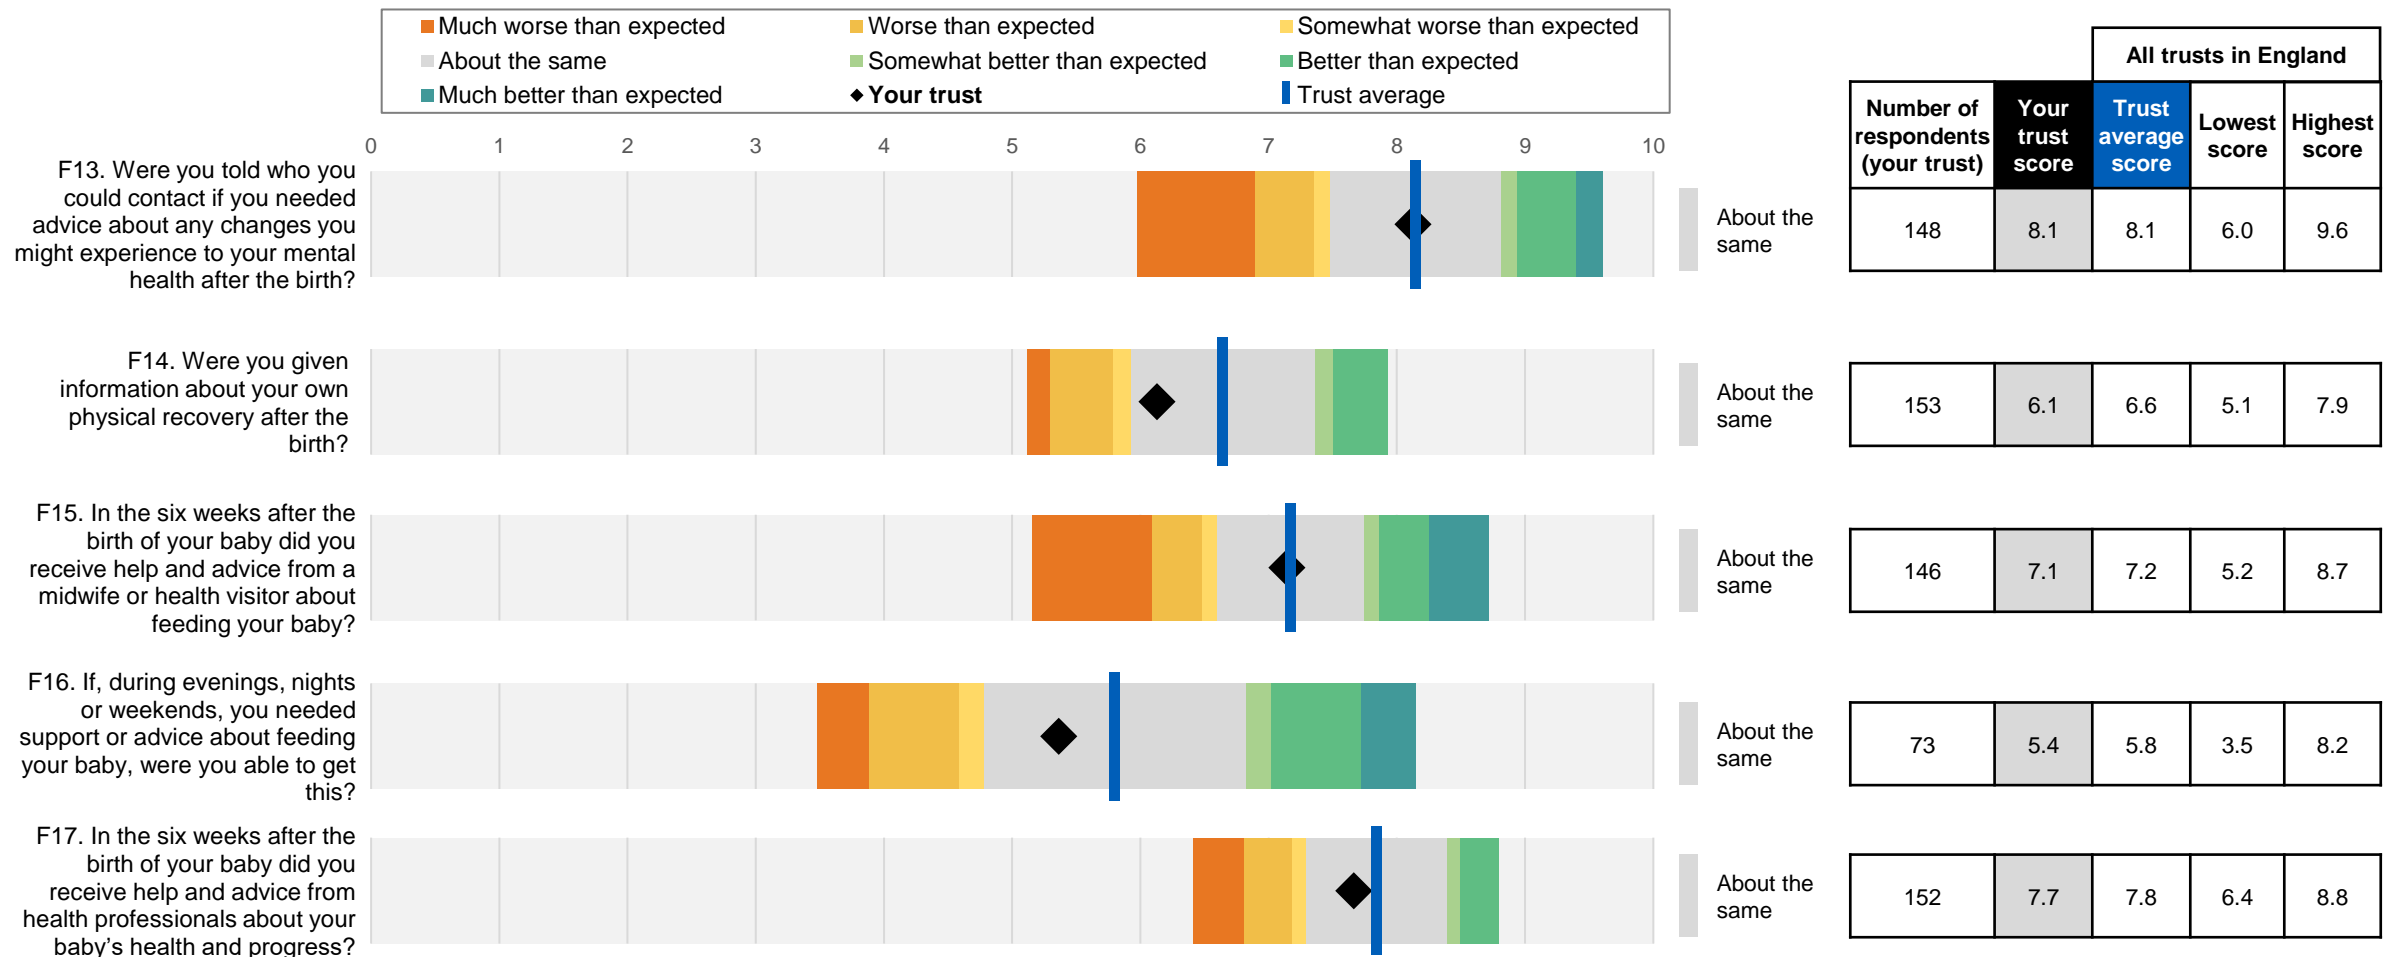 Much worse than expected
Worse than expected
Somewhat worse than expected
About the same
Somewhat better than expected
Better than expected
Much better than expected
Your trust
Trust average
All trusts in England
Number of
respondents
(your trust)
Your
trust
score
Trust
average
score
Lowest
score
Highest
score
0 1 2 3 4 5 6 7 8 9 10
F13. Were you told who you
could contact if you needed
advice about any changes you
might experience to your mental
health after the birth?
About the
same
148 8.1 8.1 6.0 9.6
F14. Were you given
information about your own
physical recovery after the
birth?
About the
same
153 6.1 6.6 5.1 7.9
F15. In the six weeks after the
birth of your baby did you
receive help and advice from a
midwife or health visitor about
feeding your baby?
About the
same
146 7.1 7.2 5.2 8.7
F16. If, during evenings, nights
or weekends, you needed
support or advice about feeding
your baby, were you able to get
this?
About the
same
73 5.4 5.8 3.5 8.2
F17. In the six weeks after the
birth of your baby did you
receive help and advice from
health professionals about your
baby’s health and progress?
About the
same
152 7.7 7.8 6.4 8.8